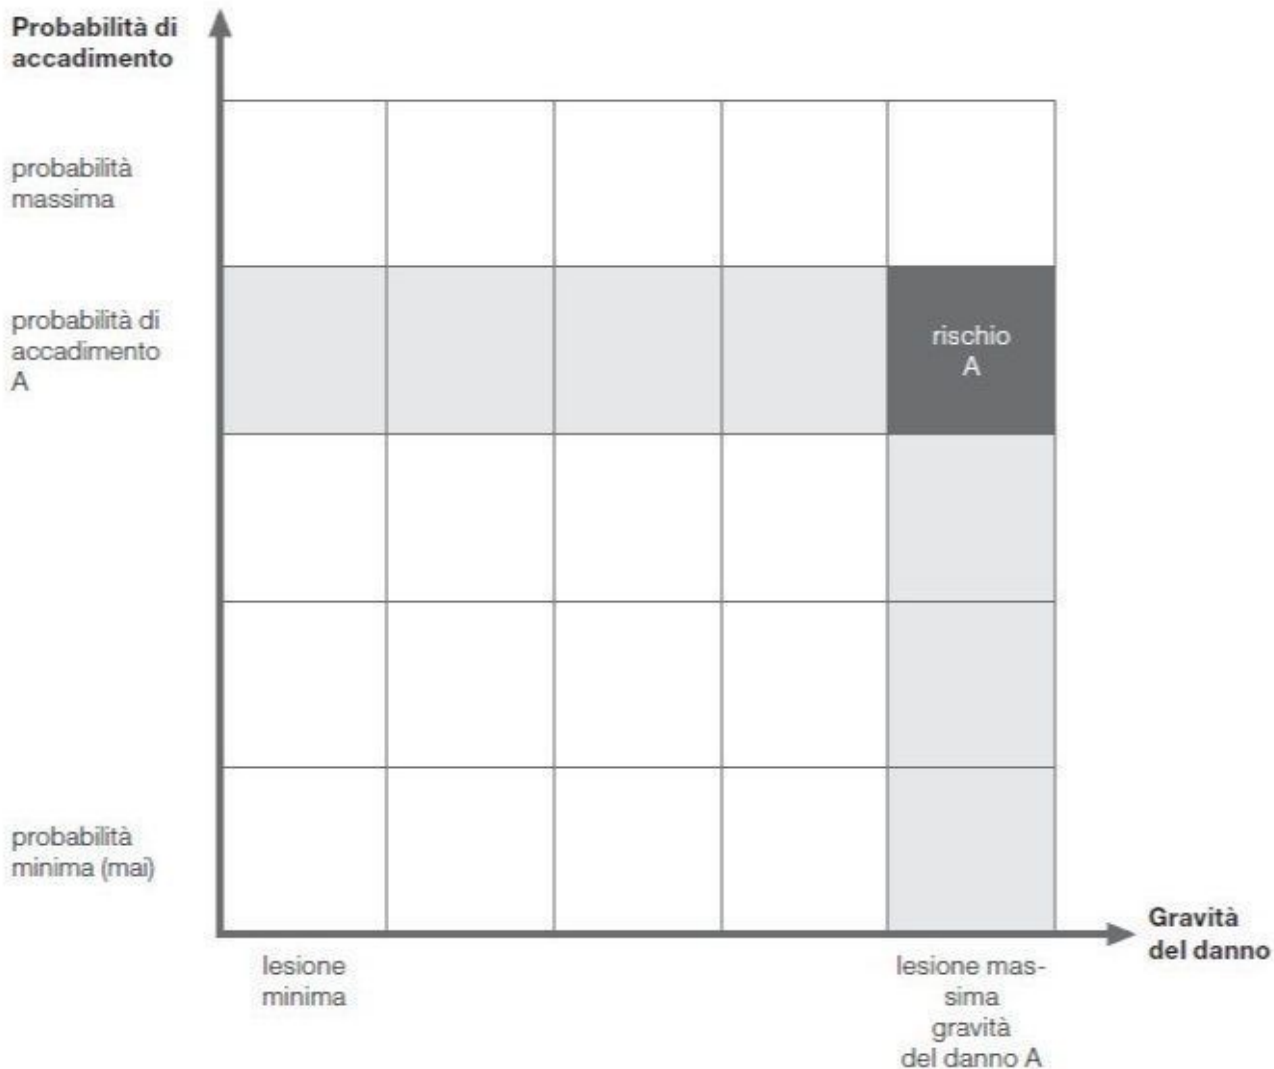 Probabilità di
accadimento
probabilità
massima
probabilità di
accadimento
A
rischio
A
probabilità
minima (mai)
Gravità
del danno
lesione
minima
lesione mas-
sima
gravità
del danno A